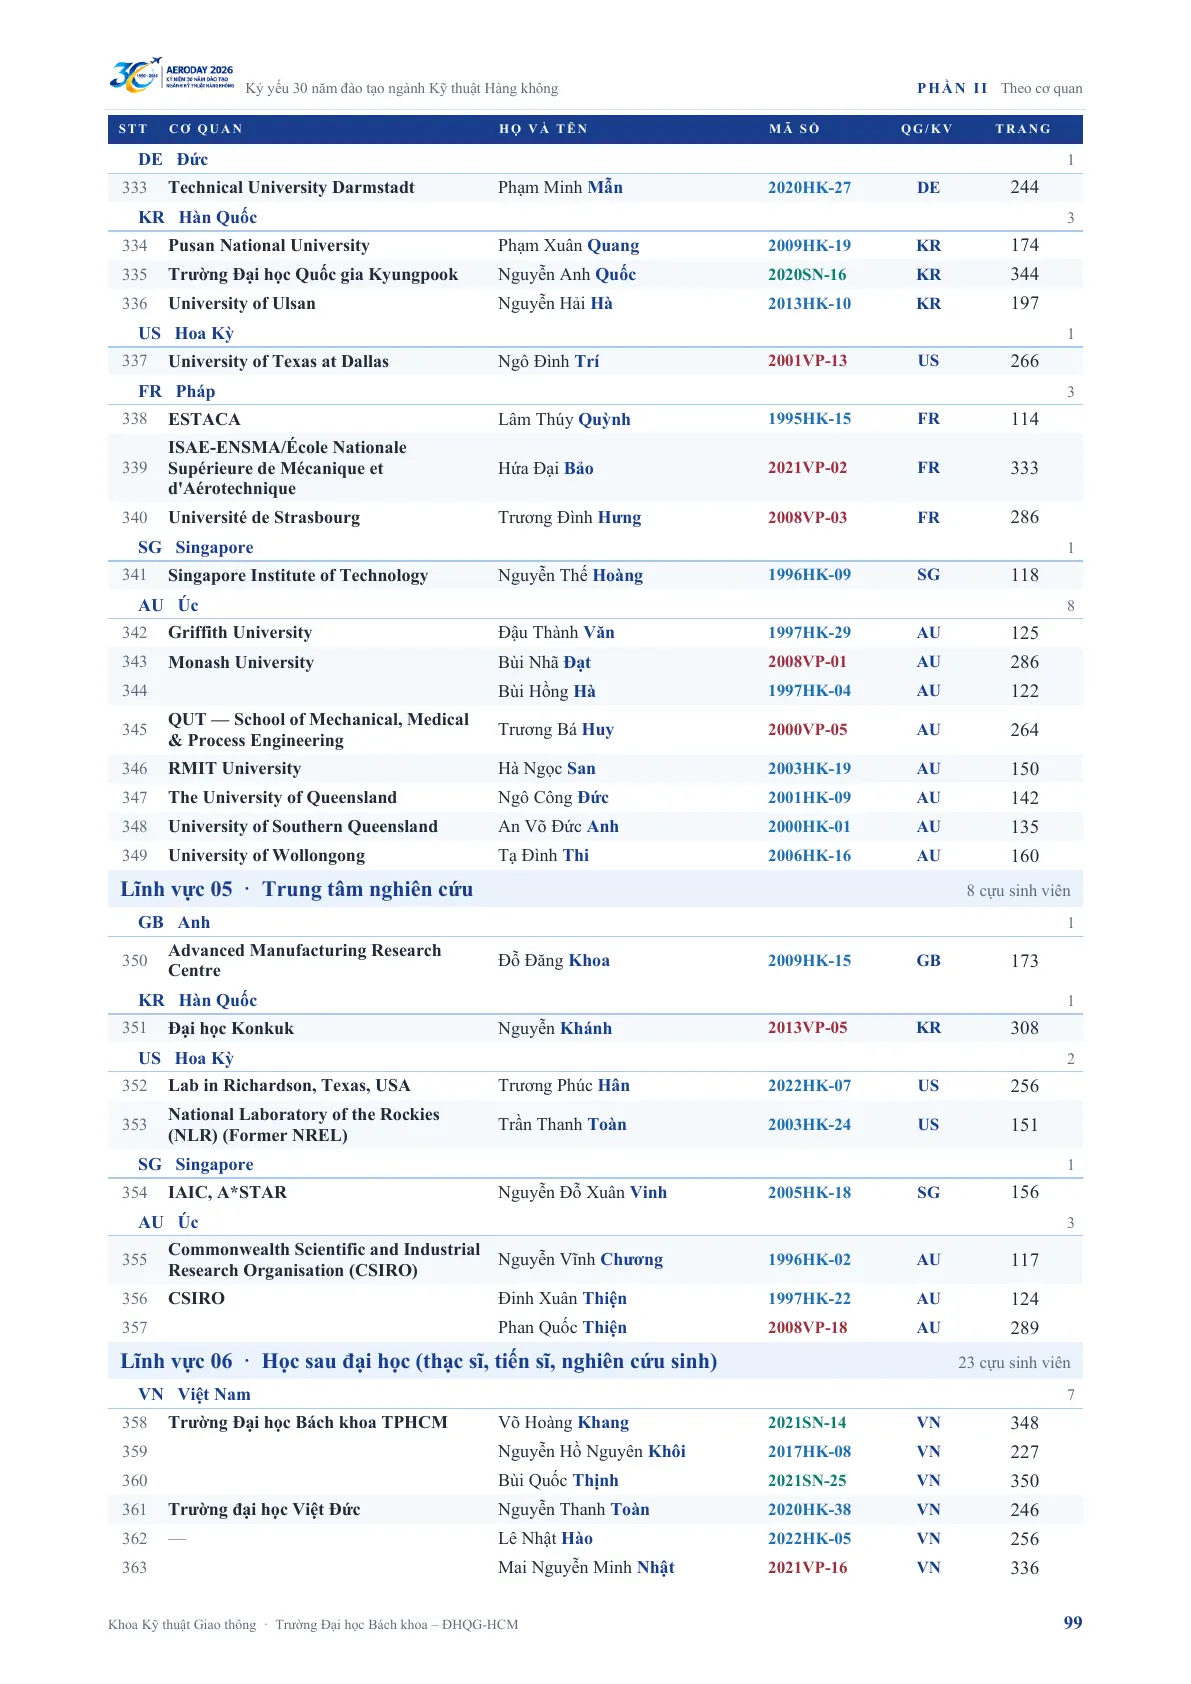 30 1996 - 2026 AERODAY 2026
KỶ NIỆM 30 NĂM ĐÀO TẠO
NGÀNH KỸ THUẬT HÀNG KHÔNG
Kỷ yếu 30 năm đào tạo ngành Kỹ thuật Hàng không PHẦN II Theo cơ quan
STT CƠ QUAN HỌ VÀ TÊN MÃ SỐ QG/KV TRANG
DE Đức 1
333 Technical University Darmstadt Phạm Minh Mẫn 2020HK-27 DE 244
KR Hàn Quốc 3
334 Pusan National University Phạm Xuân Quang 2009HK-19 KR 174
335 Trường Đại học Quốc gia Kyungpook Nguyễn Anh Quốc 2020SN-16 KR 344
336 University of Ulsan Nguyễn Hải Hà 2013HK-10 KR 197
US Hoa Kỳ 1
337 University of Texas at Dallas Ngô Đình Trí 2001VP-13 US 266
FR Pháp 3
338 ESTACA Lâm Thúy Quỳnh 1995HK-15 FR 114
ISAE-ENSMA/École Nationale
339 Supérieure de Mécanique et Hứa Đại Bảo 2021VP-02 FR 333
d'Aérotechnique
340 Université de Strasbourg Trương Đình Hưng 2008VP-03 FR 286
SG Singapore 1
341 Singapore Institute of Technology Nguyễn Thế Hoàng 1996HK-09 SG 118
AU Úc 8
342 Griffith University Đậu Thành Văn 1997HK-29 AU 125
343 Monash University Bùi Nhã Đạt 2008VP-01 AU 286
344 Bùi Hồng Hà 1997HK-04 AU 122
345 QUT — School of Mechanical, Medical
& Process Engineering Trương Bá Huy 2000VP-05 AU 264
346 RMIT University Hà Ngọc San 2003HK-19 AU 150
347 The University of Queensland Ngô Công Đức 2001HK-09 AU 142
348 University of Southern Queensland An Võ Đức Anh 2000HK-01 AU 135
349 University of Wollongong Tạ Đình Thi 2006HK-16 AU 160
Lĩnh vực 05 · Trung tâm nghiên cứu 8 cựu sinh viên
GB Anh 1
350 Advanced Manufacturing Research
Centre Đỗ Đăng Khoa 2009HK-15 GB 173
KR Hàn Quốc 1
351 Đại học Konkuk Nguyễn Khánh 2013VP-05 KR 308
US Hoa Kỳ 2
352 Lab in Richardson, Texas, USA Trương Phúc Hân 2022HK-07 US 256
353 National Laboratory of the Rockies
(NLR) (Former NREL) Trần Thanh Toàn 2003HK-24 US 151
SG Singapore 1
354 IAIC, A*STAR Nguyễn Đỗ Xuân Vinh 2005HK-18 SG 156
AU Úc 3
355 Commonwealth Scientific and Industrial
Research Organisation (CSIRO) Nguyễn Vĩnh Chương 1996HK-02 AU 117
356 CSIRO Đinh Xuân Thiện 1997HK-22 AU 124
357 Phan Quốc Thiện 2008VP-18 AU 289
Lĩnh vực 06 · Học sau đại học (thạc sĩ, tiến sĩ, nghiên cứu sinh) 23 cựu sinh viên
VN Việt Nam 7
358 Trường Đại học Bách khoa TPHCM Võ Hoàng Khang 2021SN-14 VN 348
359 Nguyễn Hồ Nguyên Khôi 2017HK-08 VN 227
360 Bùi Quốc Thịnh 2021SN-25 VN 350
361 Trường đại học Việt Đức Nguyễn Thanh Toàn 2020HK-38 VN 246
362 — Lê Nhật Hào 2022HK-05 VN 256
363 Mai Nguyễn Minh Nhật 2021VP-16 VN 336
Khoa Kỹ thuật Giao thông · Trường Đại học Bách khoa – ĐHQG-HCM 99